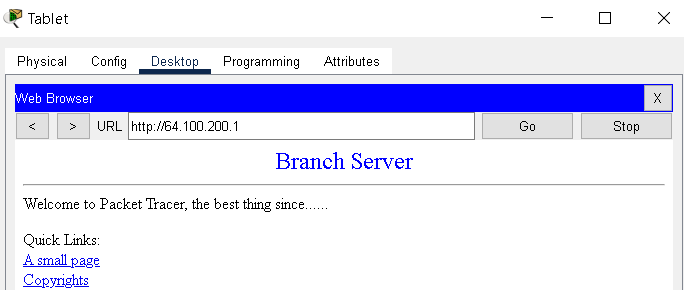 Tablet
Physical Config Desktop Programming Attributes
Web Browser X
< > URL http://64.100.200.1 Go Stop
Branch Server
Welcome to Packet Tracer, the best thing since......
Quick Links:
A small page
Copyrights